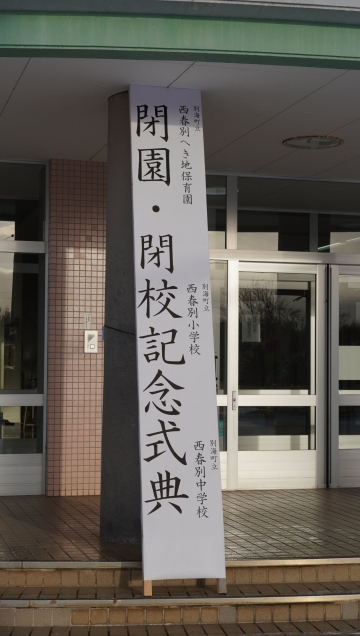 別海町立
西春別へき地保育園
別海町立
西春別小学校
別海町立
西春別中学校
閉園・閉校記念式典